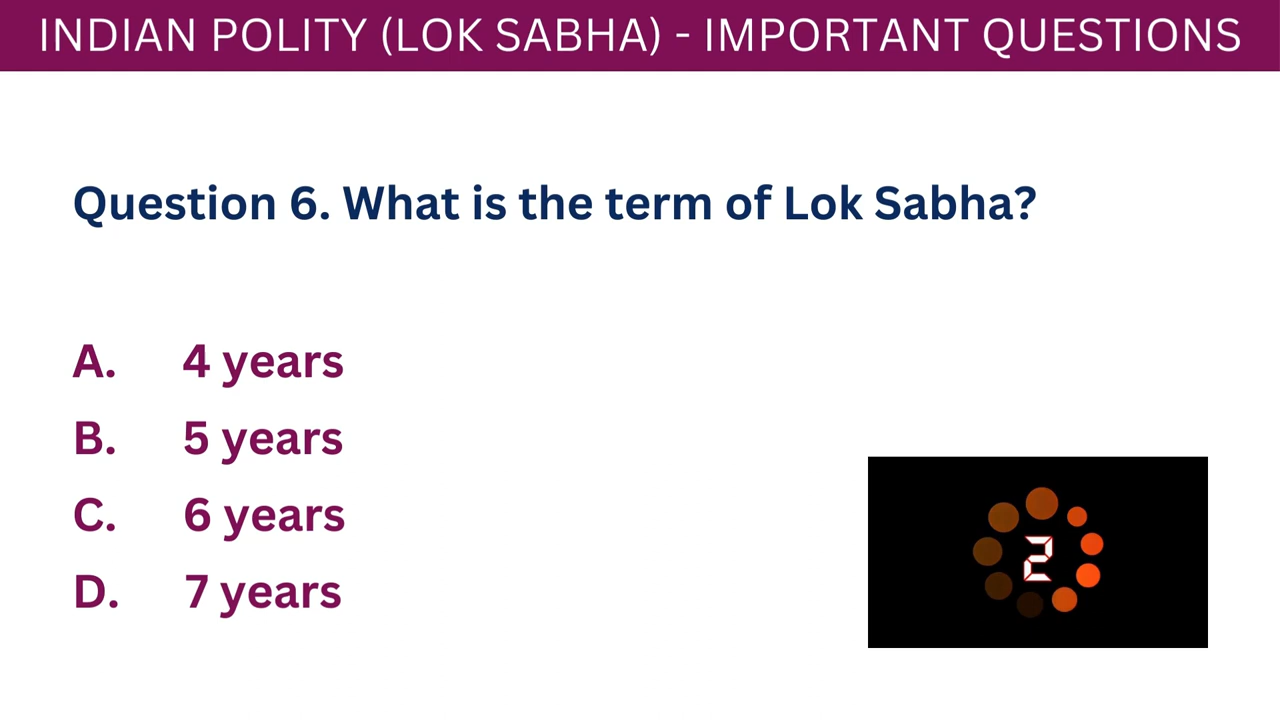 INDIAN POLITY (LOK SABHA) - IMPORTANT QUESTIONS
Question 6. What is the term of Lok Sabha?
A. 4 years
B. 5 years
C. 6 years
D. 7 years
2